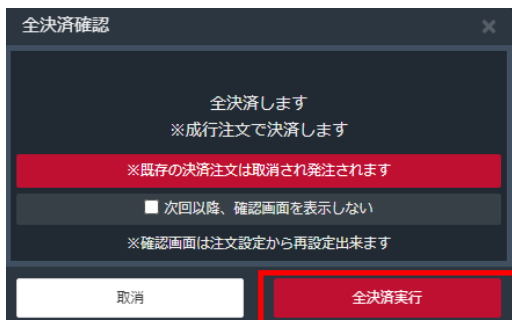 全決済確認
全決済します
※成行注文で決済します
※既存の決済注文は取消され発注されます
次回以降、確認画面を表示しない
※確認画面は注文設定から再設定出来ます
取消
全決済実行